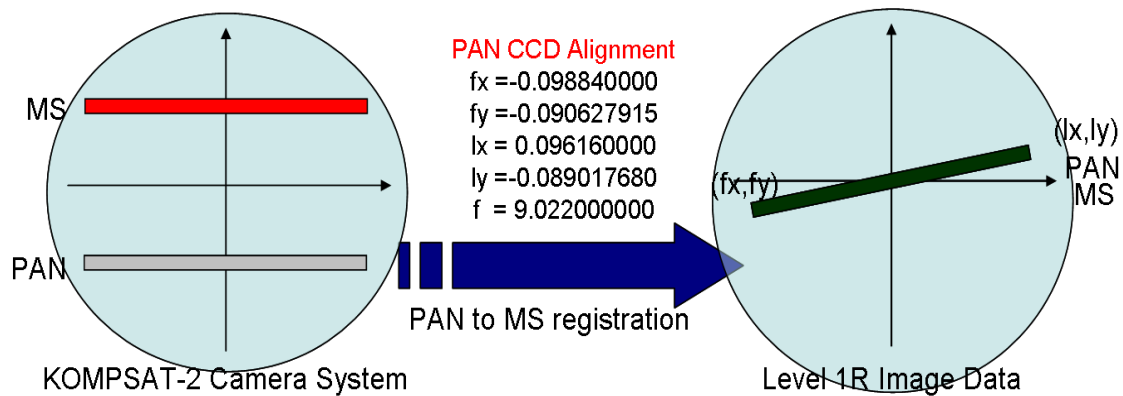 MS
PAN
KOMPSAT-2 Camera System
PAN CCD Alignment
fx =-0.098840000
fy =-0.090627915
lx = 0.096160000
ly =-0.089017680
f  = 9.022000000
PAN to MS registration
(lx,ly)
PAN
MS
(fx,fy)
Level 1R Image Data